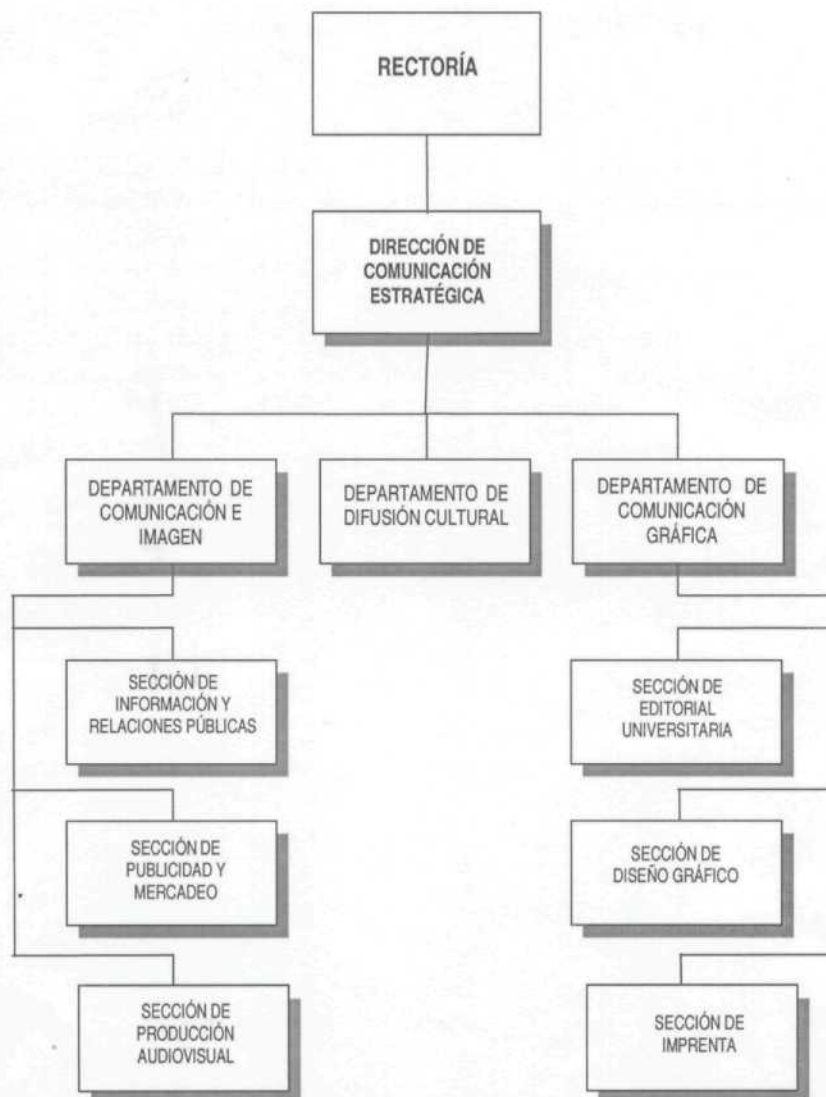 RECTORÍA
DIRECCIÓN DE
COMUNICACIÓN
ESTRATÉGICA
DEPARTAMENTO DE
COMUNICACIÓN E
IMAGEN
DEPARTAMENTO DE
DIFUSIÓN CULTURAL
DEPARTAMENTO DE
COMUNICACIÓN
GRÁFICA
SECCIÓN DE
INFORMACIÓN Y
RELACIONES PÚBLICAS
SECCIÓN DE
EDITORIAL
UNIVERSITARIA
SECCIÓN DE
PUBLICIDAD Y
MERCADEO
SECCIÓN DE
DISEÑO GRÁFICO
SECCIÓN DE
PRODUCCIÓN
AUDIOVISUAL
SECCIÓN DE
IMPRENTA